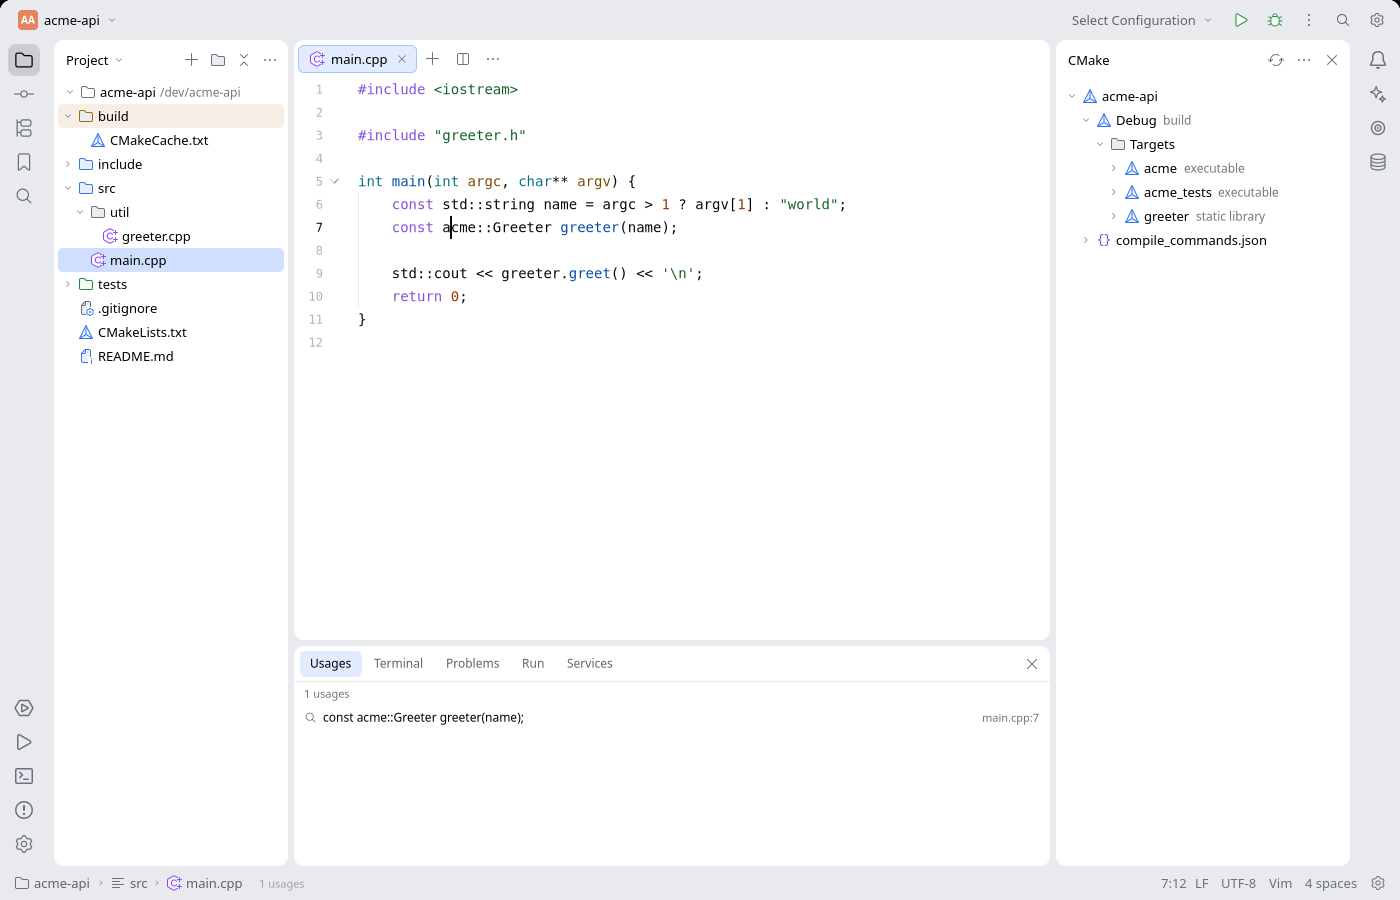 AA acme-api Select Configuration
Project
acme-api /dev/acme-api
build
CMakeCache.txt
include
src
util
greeter.cpp
main.cpp
tests
.gitignore
CMakeLists.txt
README.md
main.cpp
1 #include <iostream>
2
3 #include "greeter.h"
4
5 int main(int argc, char** argv) {
6 const std::string name = argc > 1 ? argv[1] : "world";
7 const acme::Greeter greeter(name);
8
9 std::cout << greeter.greet() << '\n';
10 return 0;
11 }
12
Usages Terminal Problems Run Services
1 usages
const acme::Greeter greeter(name); main.cpp:7
CMake
acme-api
Debug build
Targets
acme executable
acme_tests executable
greeter static library
{} compile_commands.json
acme-api src main.cpp 1 usages 7:12 LF UTF-8 Vim 4 spaces